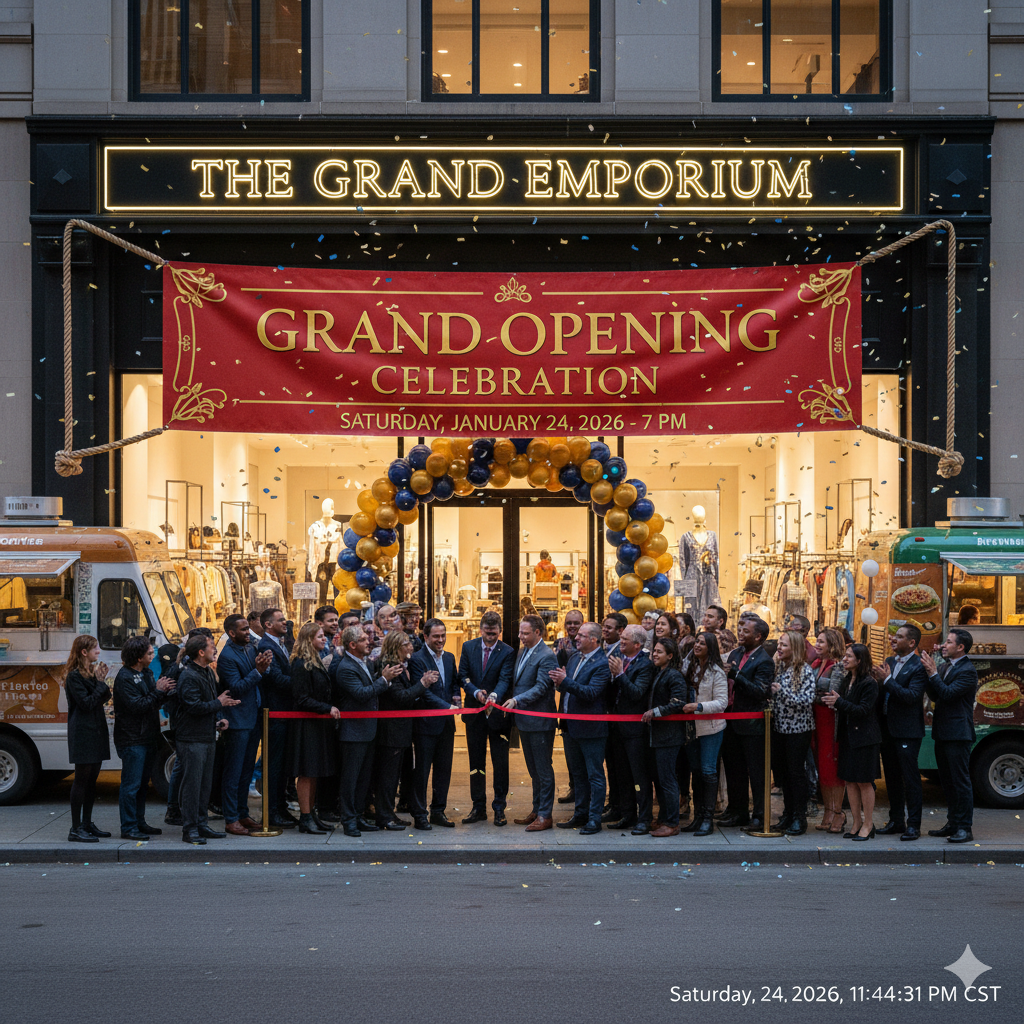 THE GRAND EMPORIUM
GRAND OPENING
CELEBRATION
SATURDAY, JANUARY 24, 2026 - 7 PM
Saturday, 24, 2026, 11:44:31 PM CST